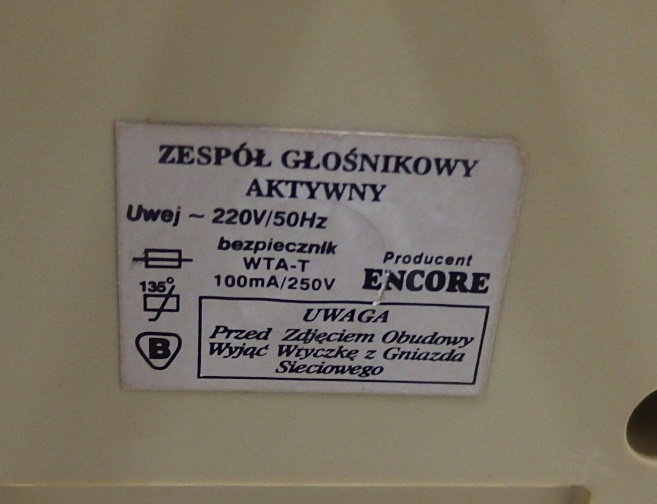 ZESPÓŁ GŁOŚNIKOWY
AKTYWNY
Uwej ~ 220V/50Hz
bezpiecznik
WTA-T
100mA/250V
Producent
ENCORE
135°
B
UWAGA
Przed Zdjęciem Obudowy
Wyjąć Wtyczkę z Gniazda
Sieciowego